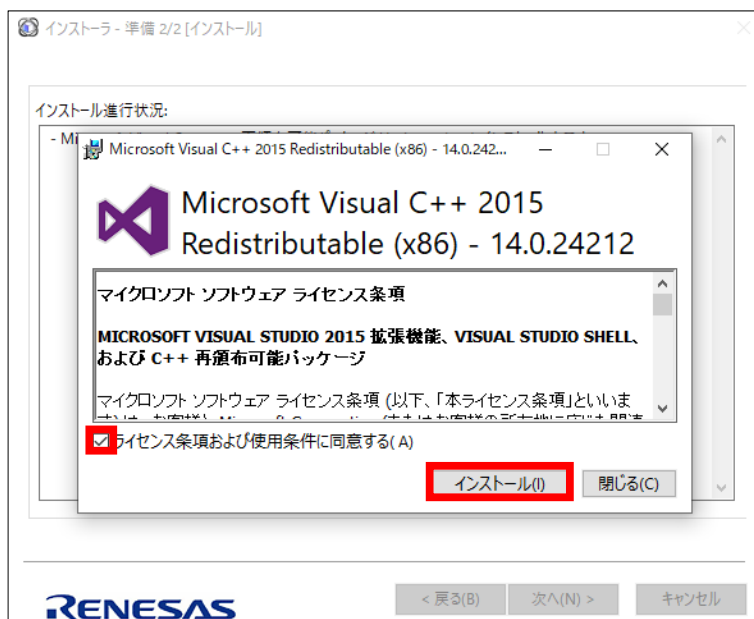 インストーラ - 準備 2/2 [インストール]
インストール進行状況:
- Mi
Microsoft Visual C++ 2015 Redistributable (x86) - 14.0.242...
Microsoft Visual C++ 2015
Redistributable (x86) - 14.0.24212
マイクロソフト ソフトウェア ライセンス条項
MICROSOFT VISUAL STUDIO 2015 拡張機能、VISUAL STUDIO SHELL、
および C++ 再頒布可能パッケージ
マイクロソフト ソフトウェア ライセンス条項 (以下、「本ライセンス条項」といいま
ライセンス条項および使用条件に同意する( A)
インストール(I) 閉じる(C)
< 戻る(B) 次へ(N) > キャンセル
RENESAS